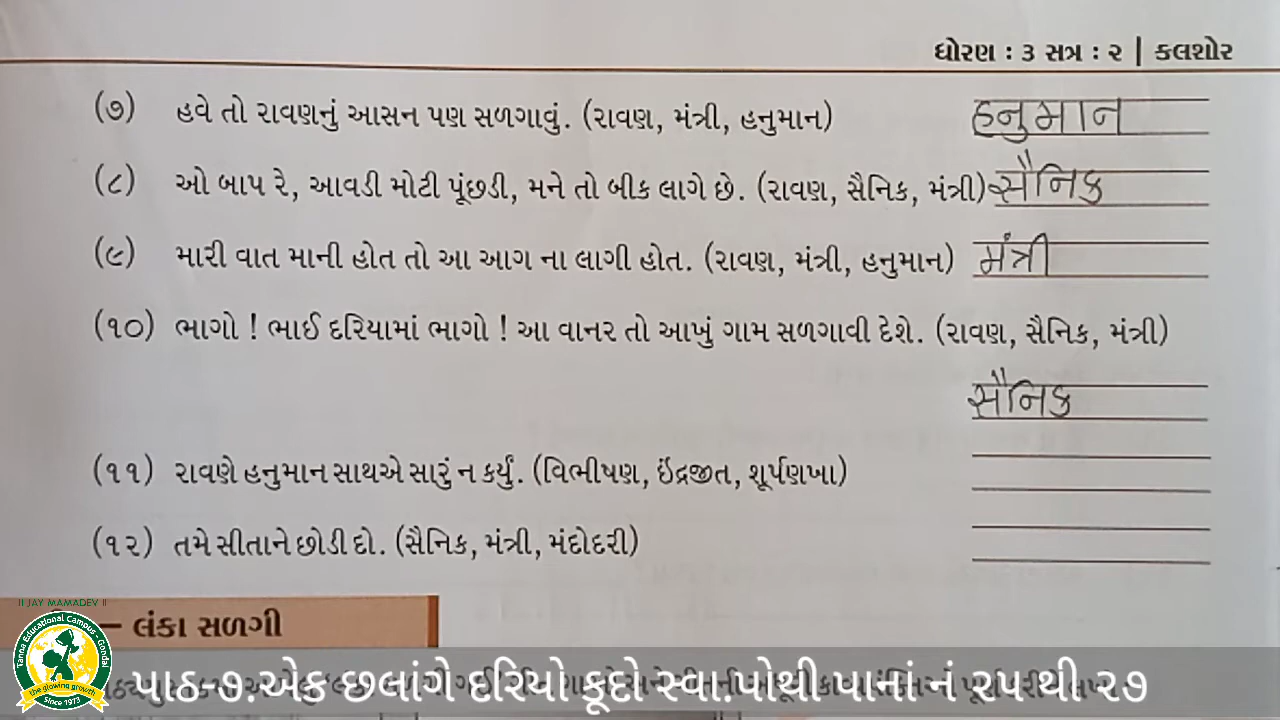 ધોરણ : ૩ સત્ર : ૨ | કલશોર
(૭) હવે તો રાવણનું આસન પણ સળગાવું. (રાવણ, મંત્રી, હનુમાન) હનુમાન
(૮) ઓ બાપ રે, આવડી મોટી પૂંછડી, મને તો બીક લાગે છે. (રાવણ, સૈનિક, મંત્રી) સૈનિક
(૯) મારી વાત માની હોત તો આ આગ ના લાગી હોત. (રાવણ, મંત્રી, હનુમાન) મંત્રી
(૧૦) ભાગો ! ભાઈ દરિયામાં ભાગો ! આ વાનર તો આખું ગામ સળગાવી દેશે. (રાવણ, સૈનિક, મંત્રી)
સૈનિક
(૧૧) રાવણે હનુમાન સાથએ સારું ન કર્યું. (વિભીષણ, ઇંદ્રજીત, શૂર્પણખા)
(૧૨) તમે સીતાને છોડી દો. (સૈનિક, મંત્રી, મંદોદરી)
– લંકા સળગી
|| JAY MAMADEV ||
Tanna Educational Campus - Gondal
the glowing growth
Since 1973
પાઠ-૭.એક છલાંગે દરિયો કૂદો સ્વા.પોથી પાનાં નં ૨૫ થી ૨૭